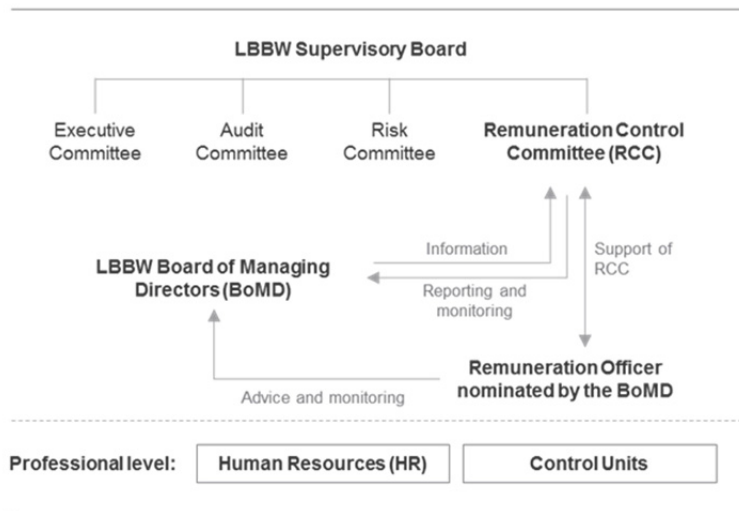 LBBW Supervisory Board
Executive
Committee
Audit
Committee
Risk
Committee
Remuneration Control
Committee (RCC)
Information
Support of
RCC
LBBW Board of Managing
Directors (BoMD)
Reporting and
monitoring
Remuneration Officer
nominated by the BoMD
Advice and monitoring
Professional level:
Human Resources (HR)
Control Units